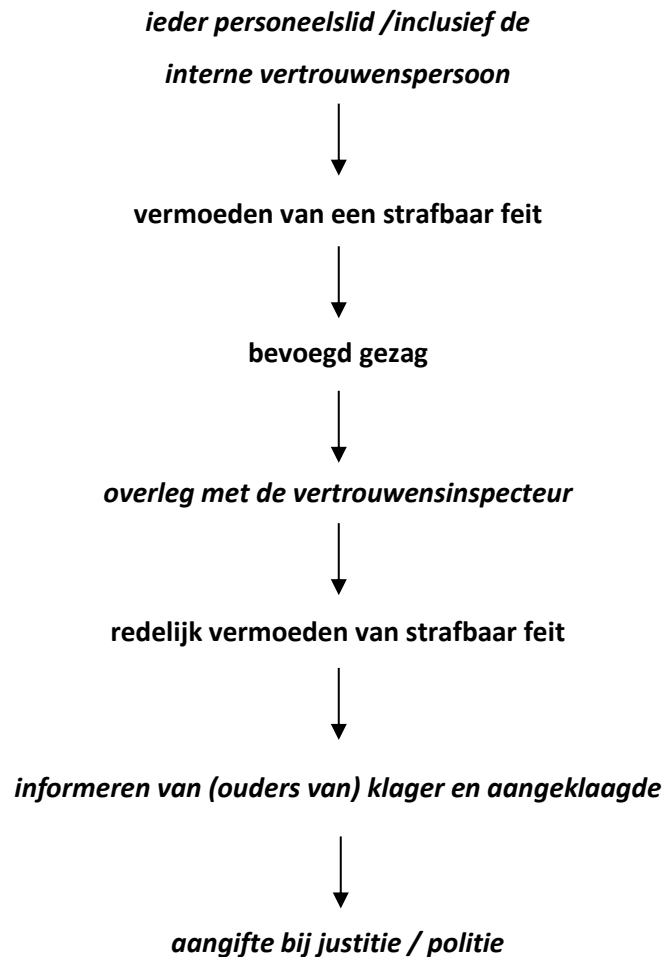 ieder personeelslid /inclusief de
interne vertrouwenspersoon
vermoeden van een strafbaar feit
bevoegd gezag
overleg met de vertrouwensinspecteur
redelijk vermoeden van strafbaar feit
informeren van (ouders van) klager en aangeklaagde
aangifte bij justitie / politie